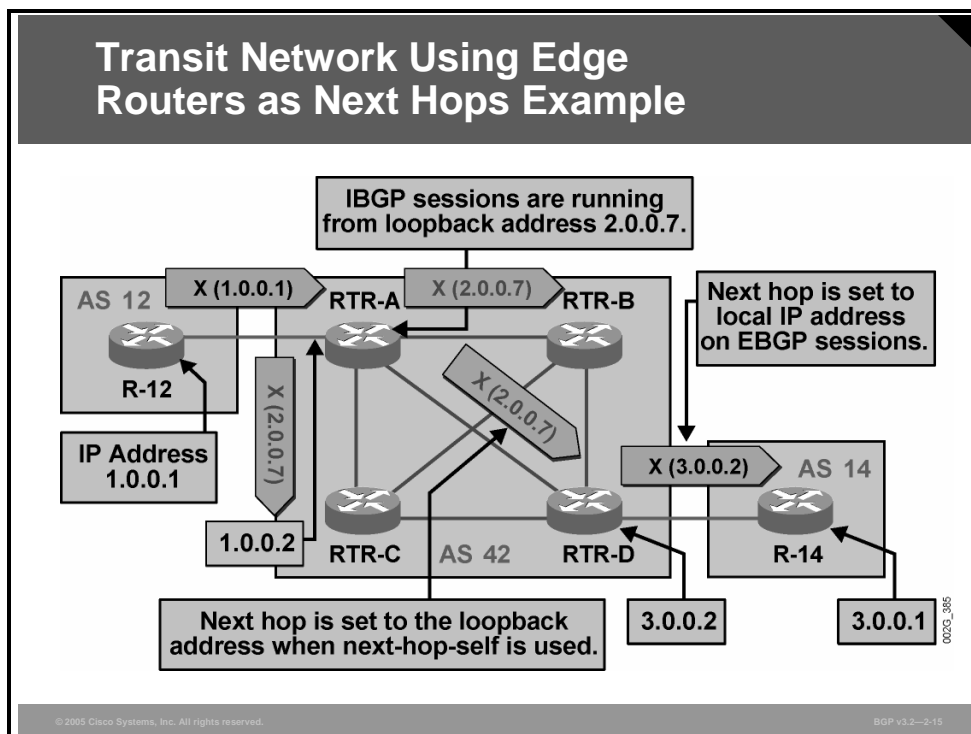 Transit Network Using Edge
Routers as Next Hops Example
IBGP sessions are running
from loopback address 2.0.0.7.
AS 12
X (1.0.0.1)
RTR-A
X (2.0.0.7)
RTR-B
Next hop is set to
local IP address
on EBGP sessions.
R-12
X (2.0.0.7)
X (2.0.0.7)
IP Address
1.0.0.1
X (3.0.0.2)
AS 14
1.0.0.2
RTR-C
AS 42
RTR-D
R-14
Next hop is set to the loopback
address when next-hop-self is used.
3.0.0.2
3.0.0.1
002G_385
© 2005 Cisco Systems, Inc. All rights reserved.
BGP v3.2—2-15